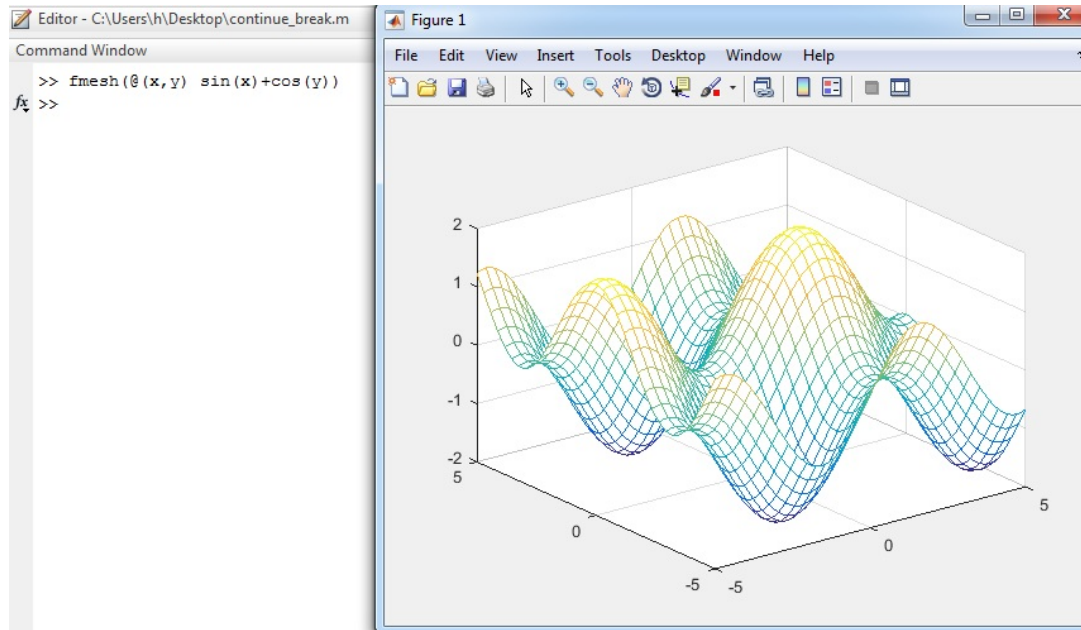 Editor - C:\Users\h\Desktop\continue_break.m
Command Window
>> fmesh(@(x,y) sin(x)+cos(y))
fx >>
Figure 1
File Edit View Insert Tools Desktop Window Help
2
1
0
-1
-2
5
0
-5
-5
0
5